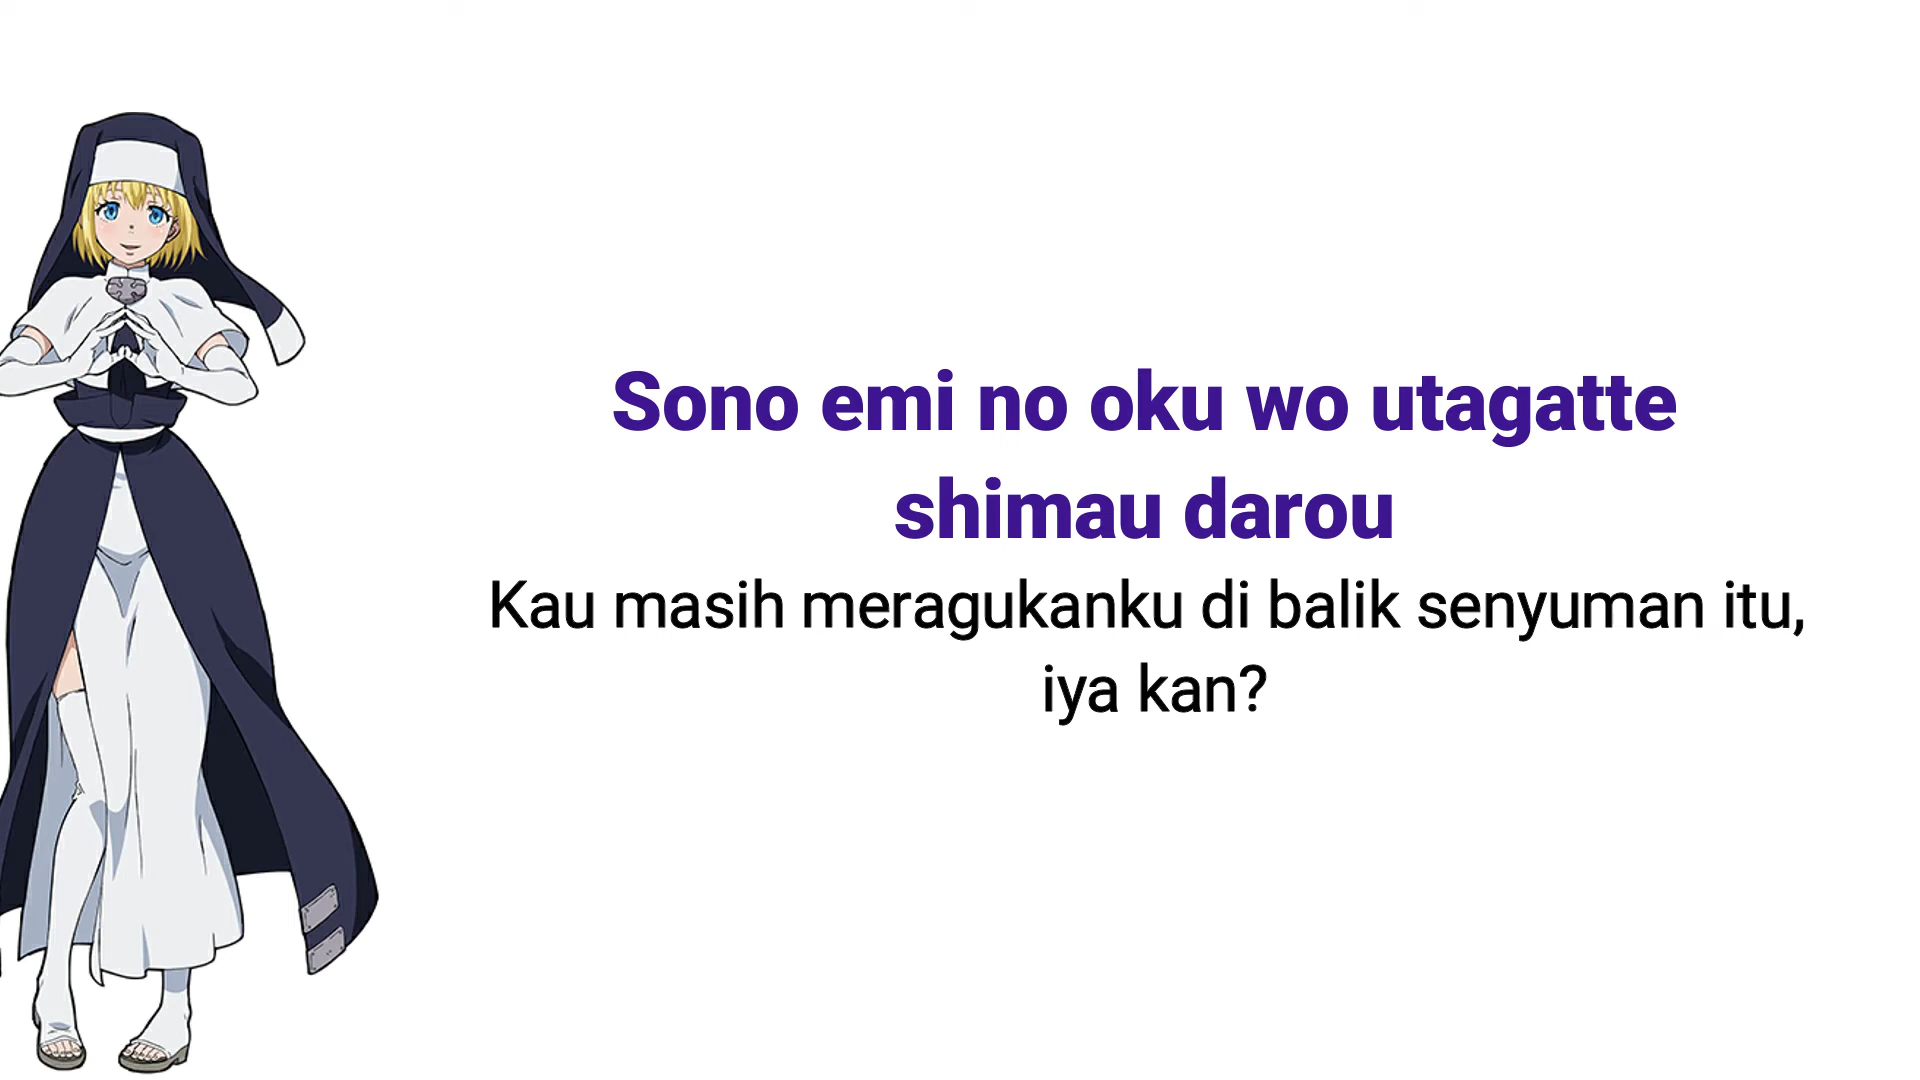 Sono emi no oku wo utagatte
shimau darou
Kau masih meragukanku di balik senyuman itu,
iya kan?